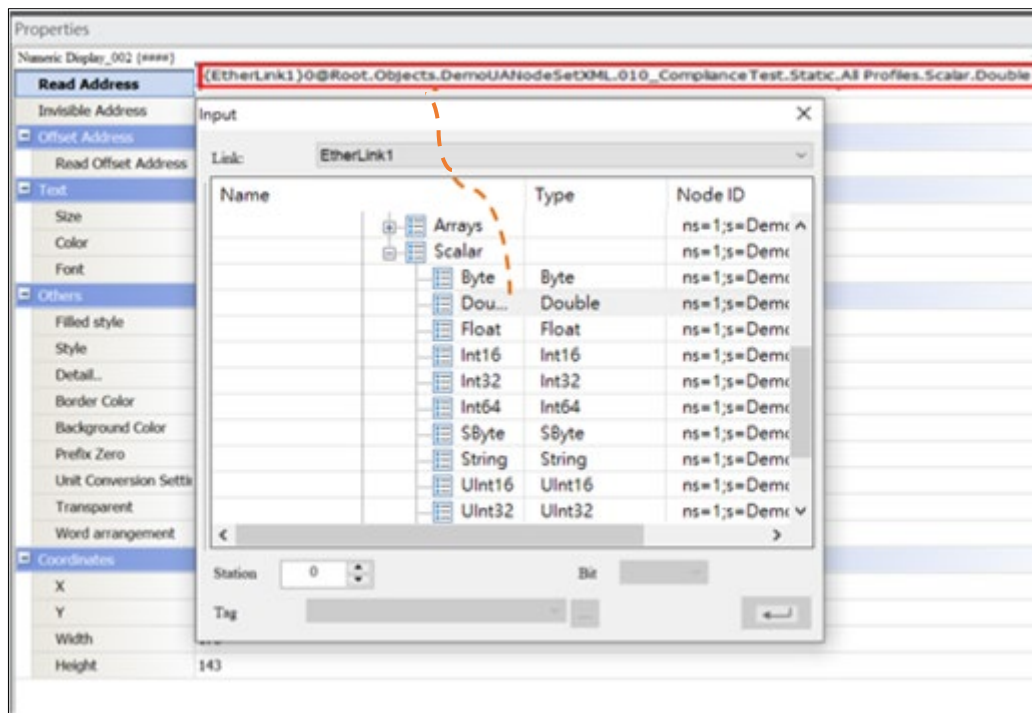 Properties
Numeric Display_002 {####}
Read Address
{EtherLink1}0@Root.Objects.DemoUANodeSetXML.010_ComplianceTest.Static.All Profiles.Scalar.Double
Invisible Address
Input
Offset Address
Link:
EtherLink1
Read Offset Address
Text
Name
Type
Node ID
Size
Arrays
ns=1;s=Demo
Color
Scalar
ns=1;s=Demo
Font
Byte
Byte
ns=1;s=Demo
Others
Dou...
Double
ns=1;s=Demo
Filled style
Float
Float
ns=1;s=Demo
Style
Int16
Int16
ns=1;s=Demo
Detail...
Int32
Int32
ns=1;s=Demo
Border Color
Int64
Int64
ns=1;s=Demo
Background Color
SByte
SByte
ns=1;s=Demo
Prefix Zero
String
String
ns=1;s=Demo
Unit Conversion Settin
UInt16
UInt16
ns=1;s=Demo
Transparent
UInt32
UInt32
ns=1;s=Demo
Word arrangement
Coordinates
Station
0
Bit
X
Y
Tag
...
Width
Height
143